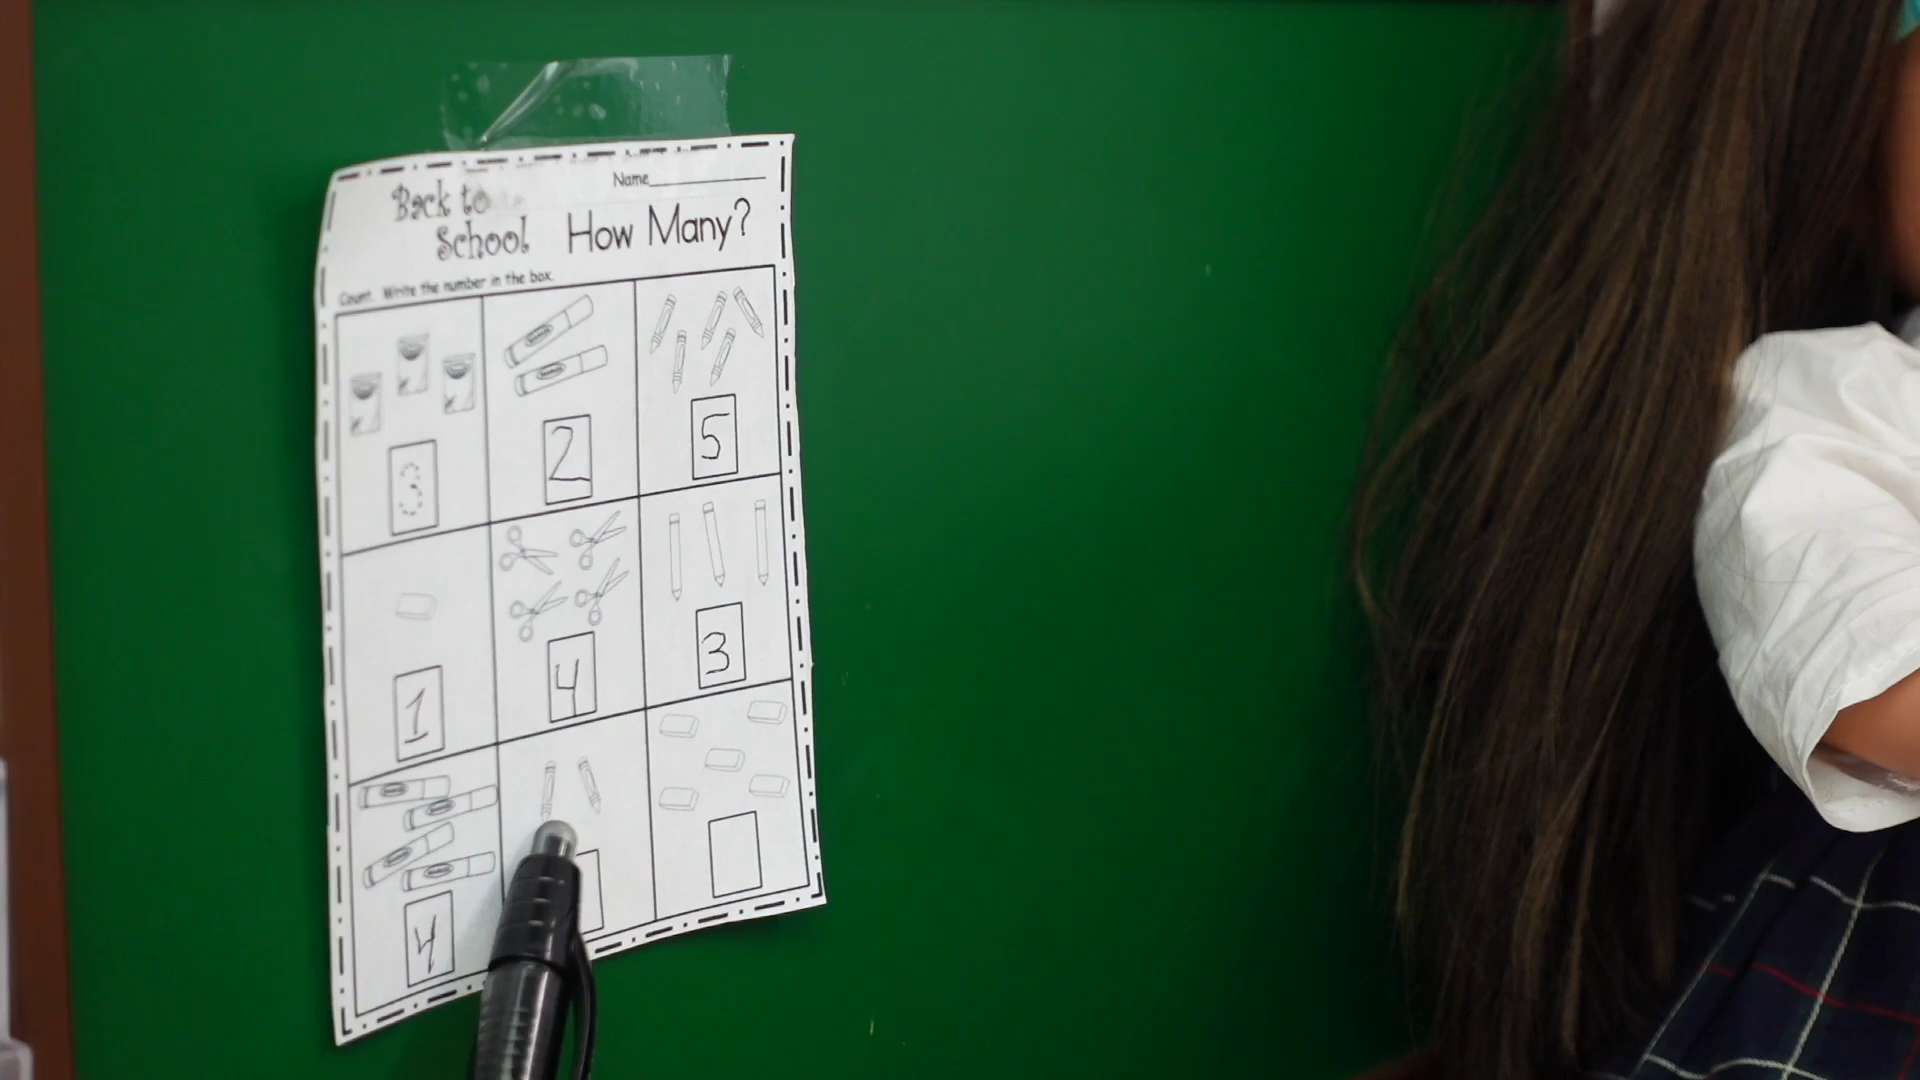 Name
Back to
School
How Many?
Count. Write the number in the box.
3
2
5
1
4
3
4